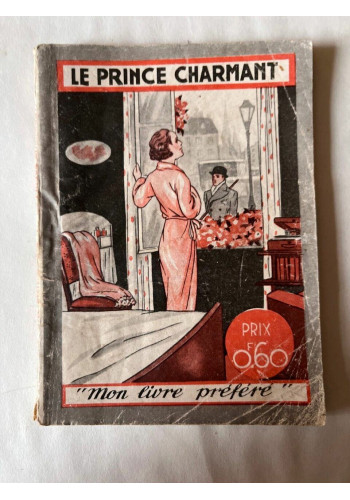 LE PRINCE CHARMANT
PRIX
F
0.60
"Mon livre préféré"